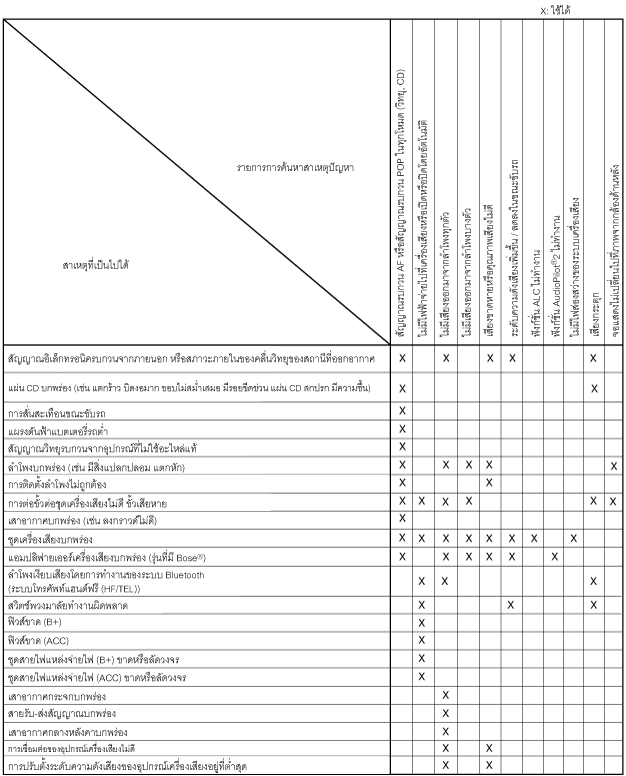 X: ใช้ได้
รายการการค้นหาสาเหตุปัญหา
สาเหตุที่เป็นไปได้
สัญญาณรบกวน AF หรือสัญญาณรบกวน POP ในทุกโหมด (วิทยุ, CD)
ไม่มีไฟฟ้าจ่ายไปที่เครื่องเสียงหรือเปิดหรือปิดโดยอัตโนมัติ
ไม่มีเสียงออกมาจากลำโพงทุกตัว
ไม่มีเสียงออกมาจากลำโพงบางตัว
เสียงขาดหายหรือคุณภาพเสียงไม่ดี
ระดับความดังเสียงเพิ่มขึ้น / ลดลงในขณะขับรถ
ฟังก์ชั่น ALC ไม่ทำงาน
ฟังก์ชั่น AudioPilot®2 ไม่ทำงาน
ไม่มีไฟส่องสว่างของระบบเครื่องเสียง
เสียงกระตุก
จอแสดงไม่เปลี่ยนไปที่ภาพจากกล้องด้านหลัง
สัญญาณอิเล็กทรอนิครบกวนจากภายนอก หรือสภาวะภายในของคลื่นวิทยุของสถานีที่ออกอากาศ X X X X X
แผ่น CD บกพร่อง (เช่น แตกร้าว บิดงอมาก ขอบไม่สม่ำเสมอ มีรอยขีดข่วน แผ่น CD สกปรก มีความชื้น) X X
การสั่นสะเทือนขณะขับรถ X
แผรงดันฟ้าแบตเตอรี่รถต่ำ X
สัญญาณวิทยุรบกวนจากอุปกรณ์ที่ไม่ใช้อะไหล่แท้ X
ลำโพงบกพร่อง (เช่น มีสิ่งแปลกปลอม แตกหัก) X X X X X
การติดตั้งลำโพงไม่ถูกต้อง X X
การต่อขั้วต่อชุดเครื่องเสียงไม่ดี ขั้วเสียหาย X X X X X X
เสาอากาศบกพร่อง (เช่น ลงกราวด์ไม่ดี) X
ชุดเครื่องเสียงบกพร่อง X X X X X X X X
แอมปลิฟายเออร์เครื่องเสียงบกพร่อง (รุ่นที่มี Bose®) X X X X X X
ลำโพงเงียบเสียงโดยการทำงานของระบบ Bluetooth
(ระบบโทรศัพท์แฮนด์ฟรี (HF/TEL)) X X X
สวิตช์พวงมาลัยทำงานผิดพลาด X X X
ฟิวส์ขาด (B+) X
ฟิวส์ขาด (ACC) X
ชุดสายไฟแหล่งจ่ายไฟ (B+) ขาดหรือลัดวงจร X
ชุดสายไฟแหล่งจ่ายไฟ (ACC) ขาดหรือลัดวงจร X
เสาอากาศกระจกบกพร่อง X
สายรับ-ส่งสัญญาณบกพร่อง X
เสาอากาศกลางหลังคาบกพร่อง X
การเชื่อมต่อของอุปกรณ์เครื่องเสียงไม่ดี X X
การปรับตั้งระดับความดังเสียงของอุปกรณ์เครื่องเสียงอยู่ที่ต่ำสุด X X